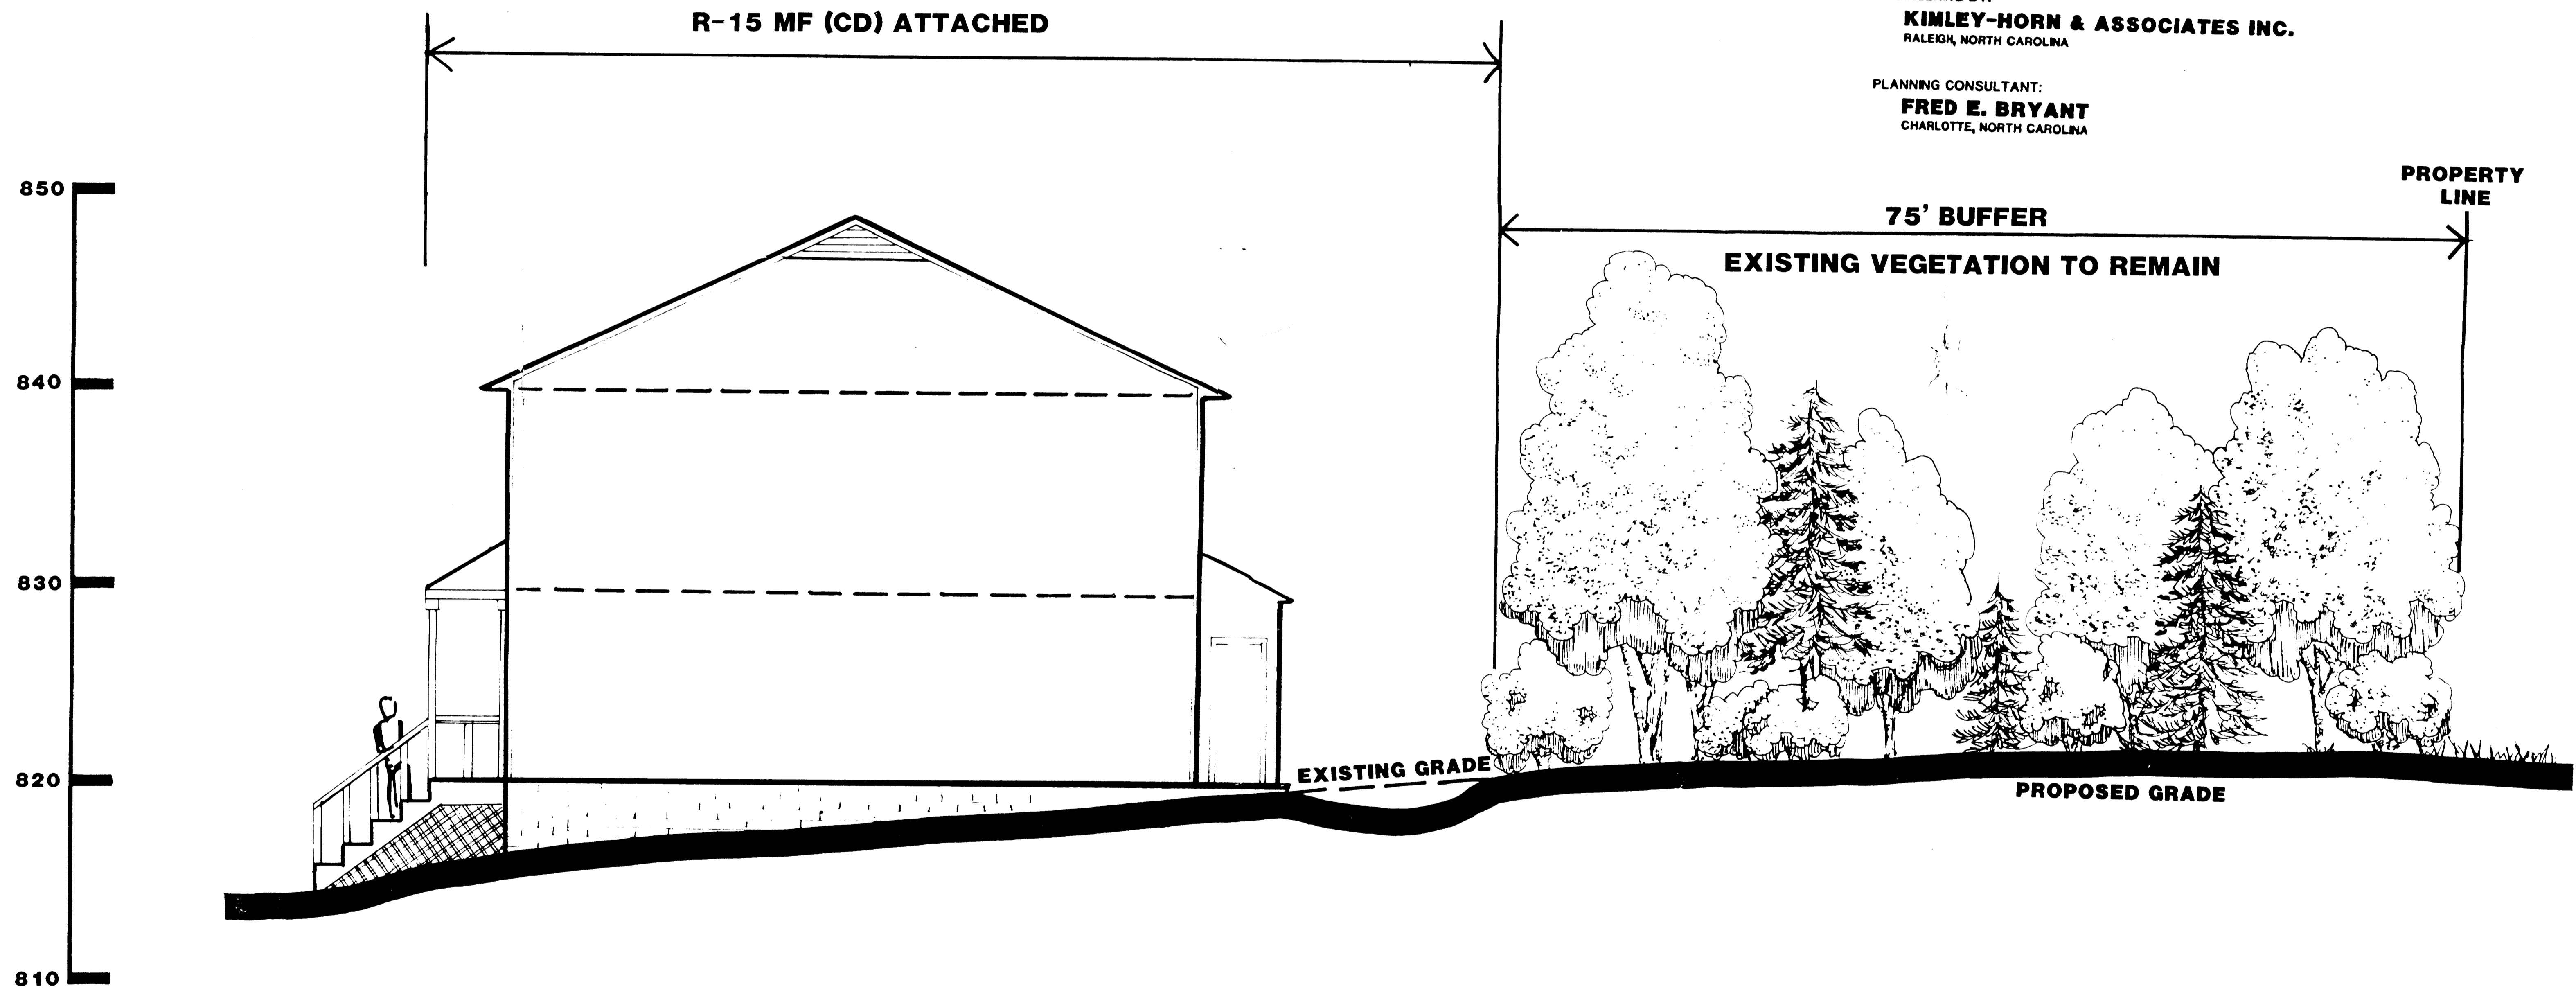 R-15 MF (CD) ATTACHED
KIMLEY-HORN & ASSOCIATES INC.
RALEIGH, NORTH CAROLINA
PLANNING CONSULTANT:
FRED E. BRYANT
CHARLOTTE, NORTH CAROLINA
PROPERTY
LINE
75' BUFFER
EXISTING VEGETATION TO REMAIN
850
840
830
820
810
EXISTING GRADE
PROPOSED GRADE